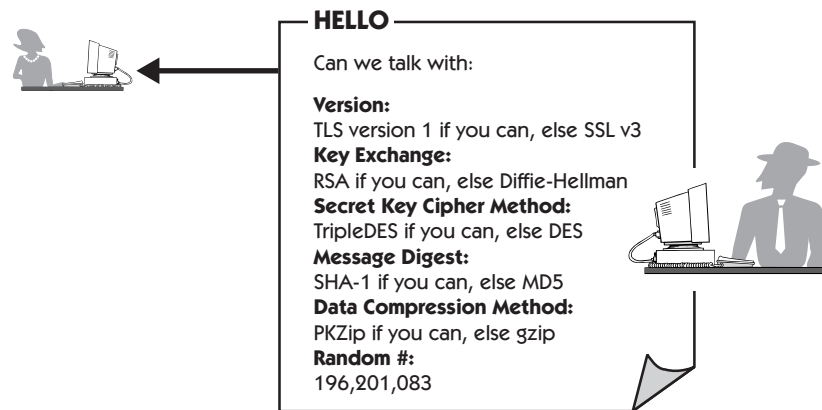 HELLO
Can we talk with:
Version:
TLS version 1 if you can, else SSL v3
Key Exchange:
RSA if you can, else Diffie-Hellman
Secret Key Cipher Method:
TripleDES if you can, else DES
Message Digest:
SHA-1 if you can, else MD5
Data Compression Method:
PKZip if you can, else gzip
Random #:
196,201,083